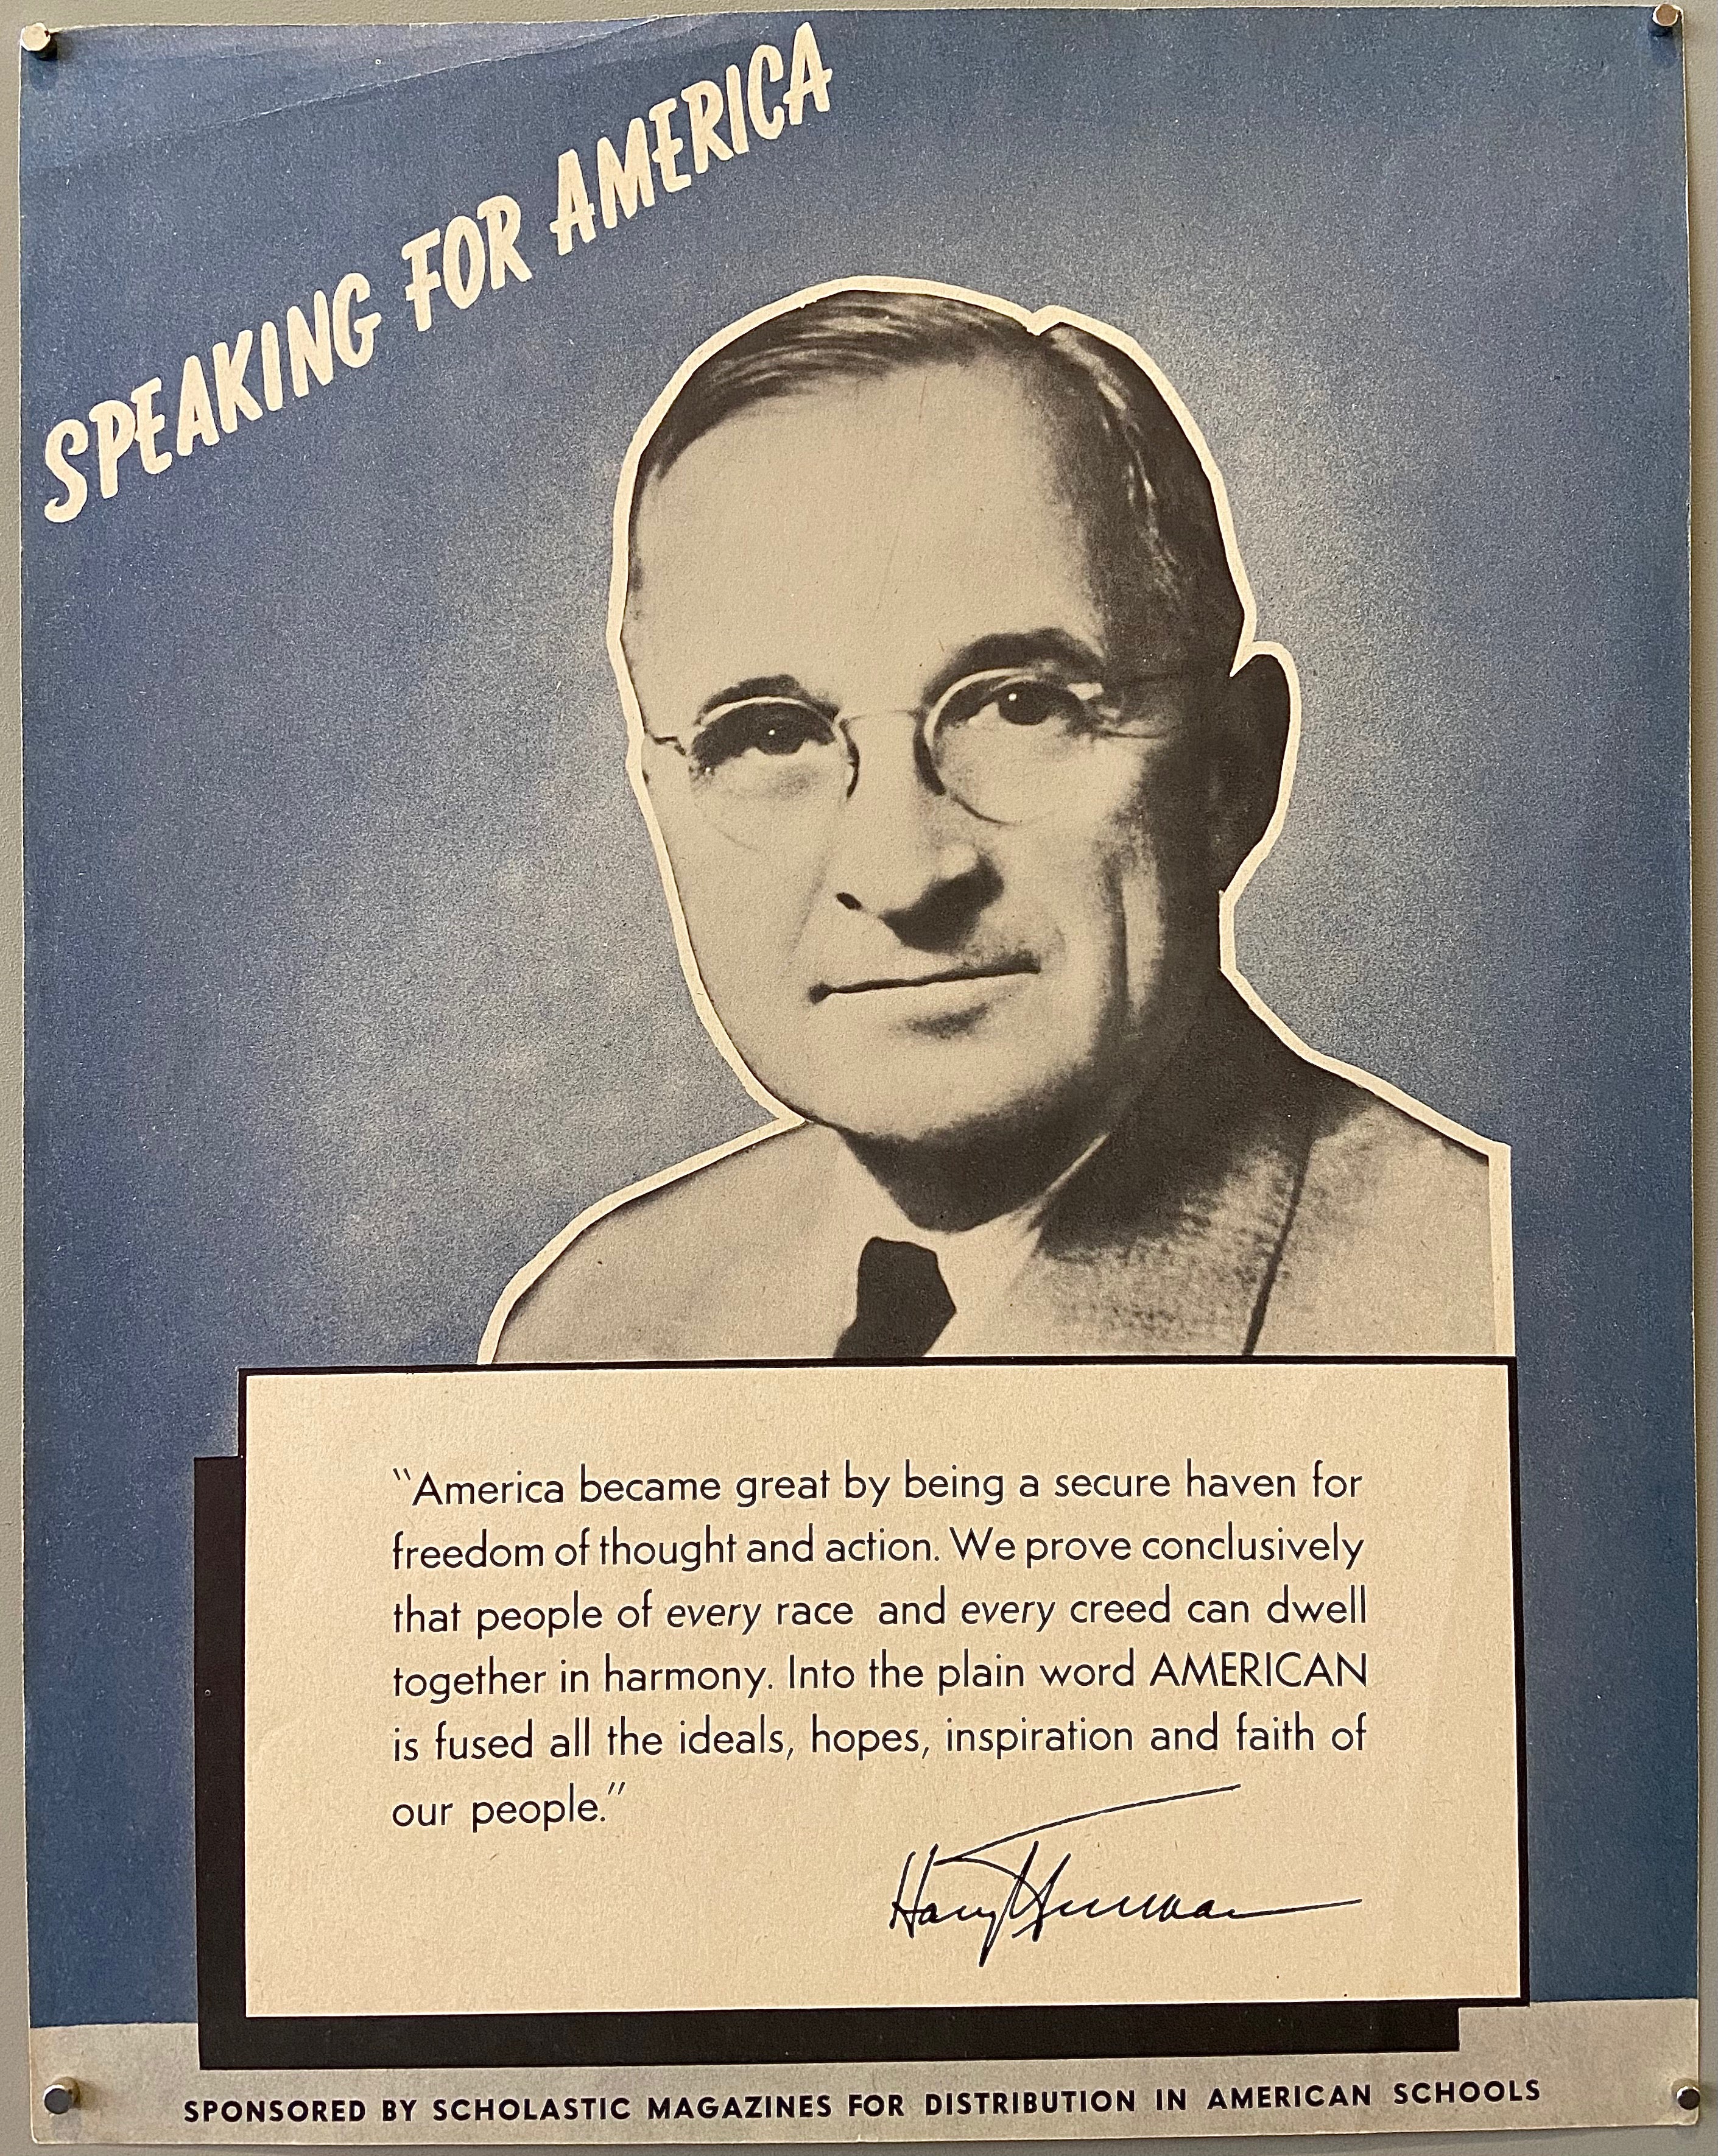 SPEAKING FOR AMERICA
"America became great by being a secure haven for
freedom of thought and action. We prove conclusively
that people of every race and every creed can dwell
together in harmony. Into the plain word AMERICAN
is fused all the ideals, hopes, inspiration and faith of
our people."
Harry Truman
SPONSORED BY SCHOLASTIC MAGAZINES FOR DISTRIBUTION IN AMERICAN SCHOOLS